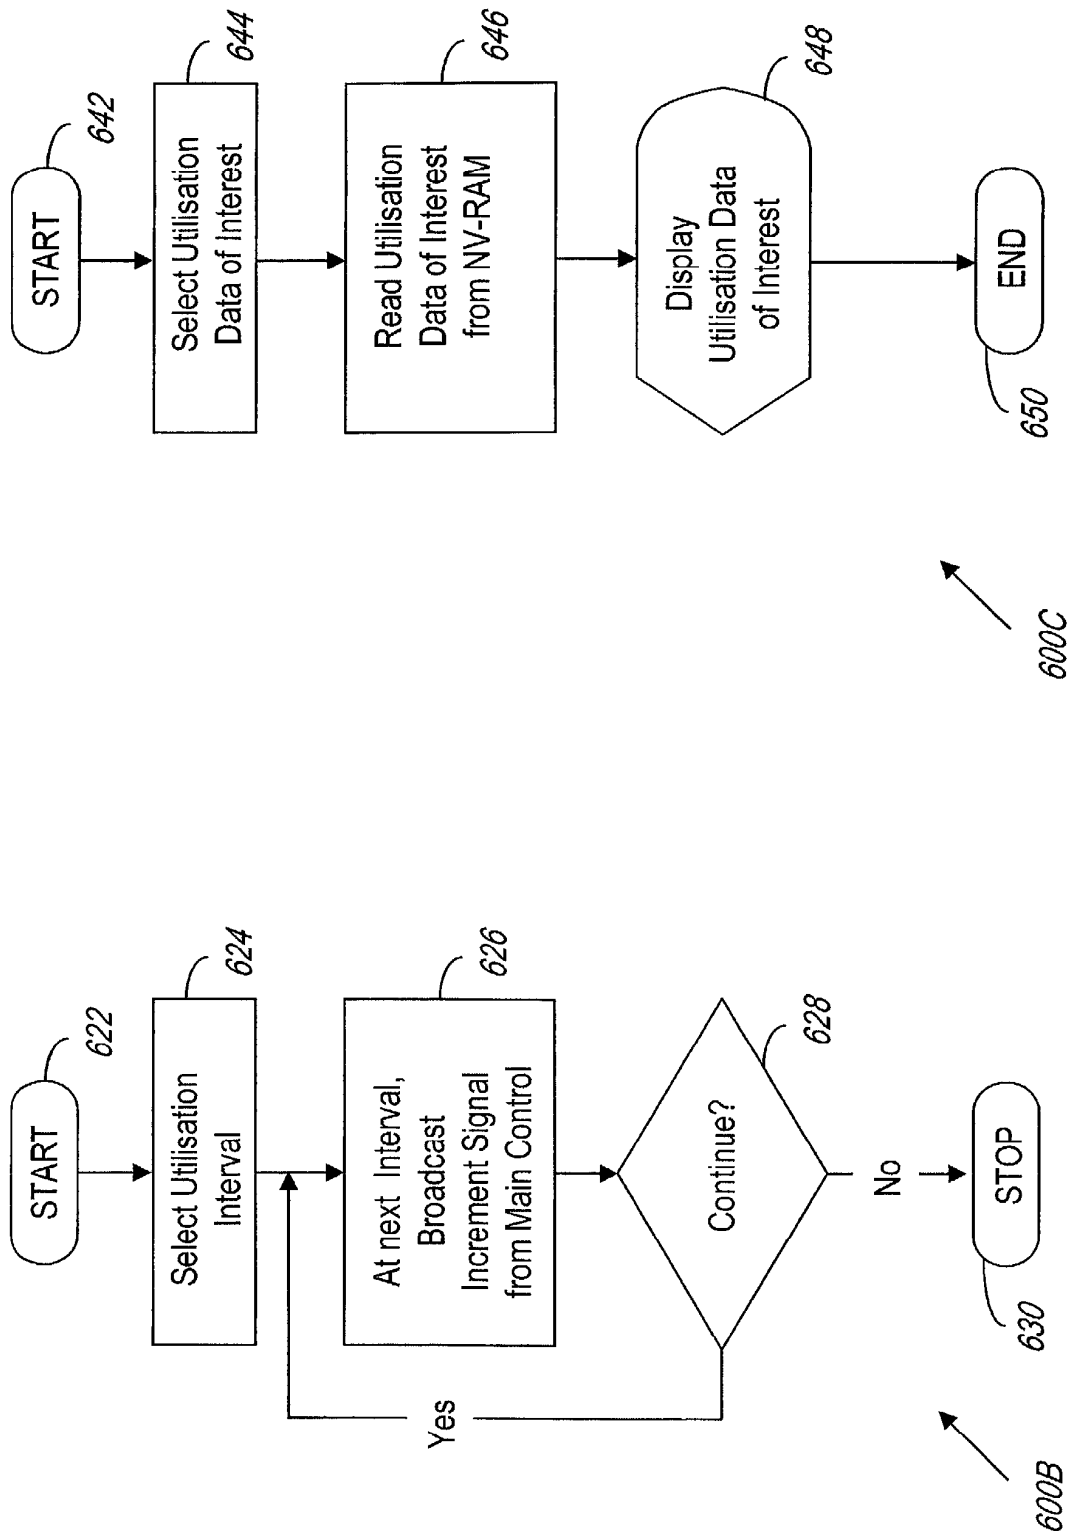 START
622
Select Utilisation
Interval
624
At next Interval,
Broadcast
Increment Signal
from Main Control
626
Continue?
628
Yes
No
STOP
630
600B
START
642
Select Utilisation
Data of Interest
644
Read Utilisation
Data of Interest
from NV-RAM
646
Display
Utilisation Data
of Interest
648
END
650
600C